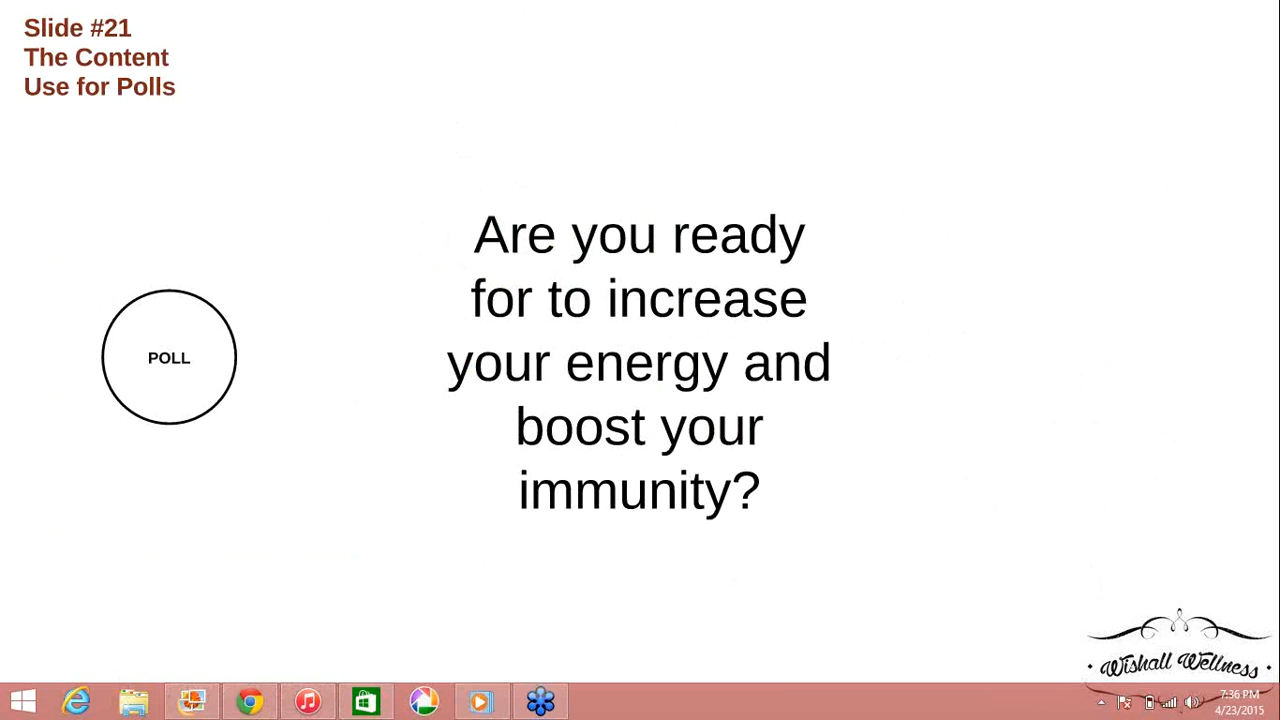 Slide #21
The Content
Use for Polls
Are you ready
for to increase
your energy and
boost your
immunity?
POLL
Wishall Wellness
7:36 PM
4/23/2015